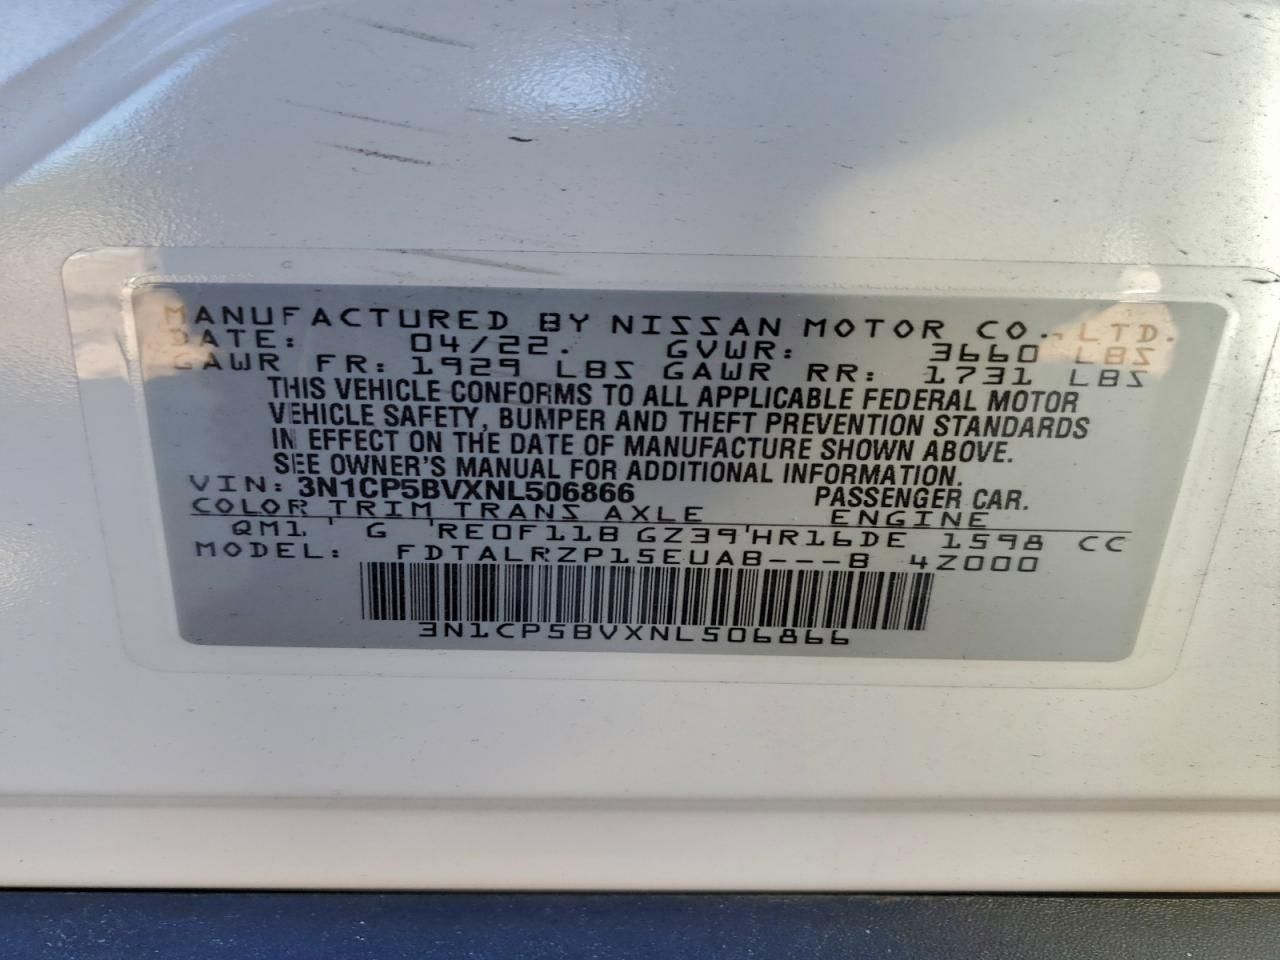 MANUFACTURED BY NISSAN MOTOR CO., LTD.
DATE: 04/22. GVWR: 3660 LBS
GAWR FR: 1929 LBS GAWR RR: 1731 LBS
THIS VEHICLE CONFORMS TO ALL APPLICABLE FEDERAL MOTOR
VEHICLE SAFETY, BUMPER AND THEFT PREVENTION STANDARDS
IN EFFECT ON THE DATE OF MANUFACTURE SHOWN ABOVE.
SEE OWNER'S MANUAL FOR ADDITIONAL INFORMATION.
VIN: 3N1CP5BVXNL506866 PASSENGER CAR.
COLOR TRIM TRANS AXLE ENGINE
QM1 ' G 'RE0F11B GZ39'HR16DE 1598 CC
MODEL: FDTALRZP15EUAB---B 4Z000
3N1CP5BVXNL506866